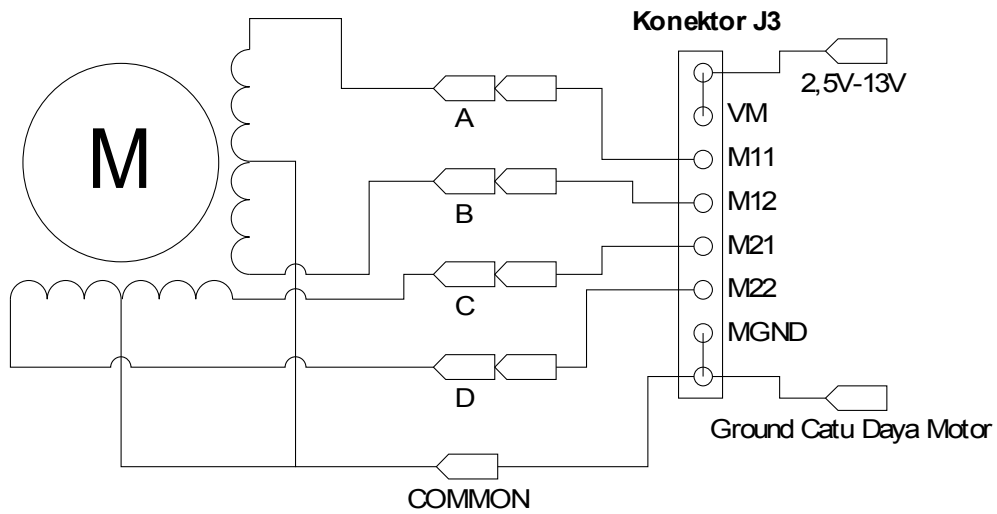 Konektor J3
2,5V-13V
M
VM
A
M11
M12
B
M21
C
M22
MGND
D
Ground Catu Daya Motor
COMMON